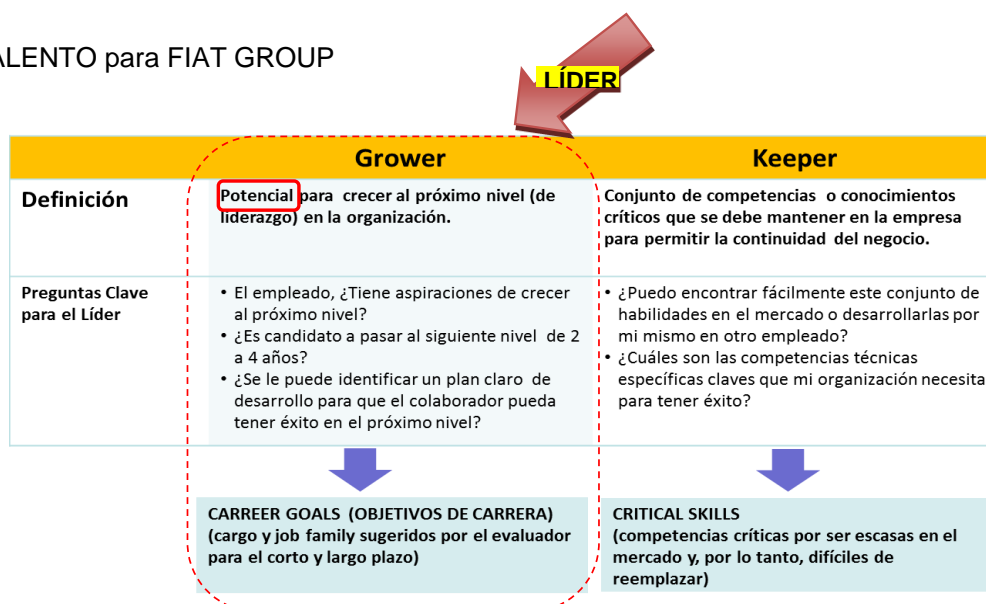 ALENTO para FIAT GROUP
LÍDER
Grower
Keeper
Definición
Potencial para crecer al próximo nivel (de
liderazgo) en la organización.
Conjunto de competencias o conocimientos
críticos que se debe mantener en la empresa
para permitir la continuidad del negocio.
Preguntas Clave
para el Líder
• El empleado, ¿Tiene aspiraciones de crecer
al próximo nivel?
• ¿Es candidato a pasar al siguiente nivel de 2
a 4 años?
• ¿Se le puede identificar un plan claro de
desarrollo para que el colaborador pueda
tener éxito en el próximo nivel?
• ¿Puedo encontrar fácilmente este conjunto de
habilidades en el mercado o desarrollarlas por
mi mismo en otro empleado?
• ¿Cuáles son las competencias técnicas
específicas claves que mi organización necesita
para tener éxito?
CARREER GOALS (OBJETIVOS DE CARRERA)
(cargo y job family sugeridos por el evaluador
para el corto y largo plazo)
CRITICAL SKILLS
(competencias críticas por ser escasas en el
mercado y, por lo tanto, difíciles de
reemplazar)